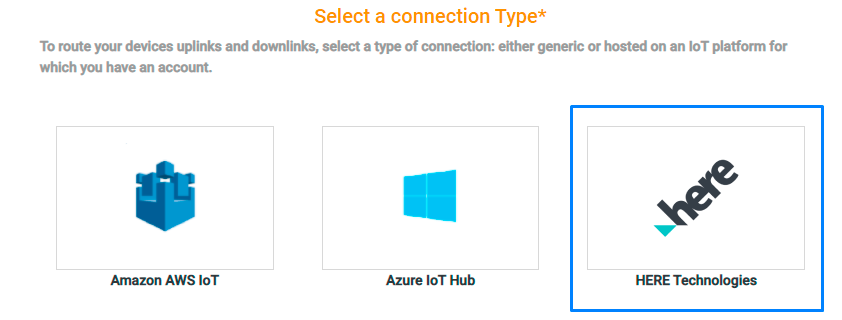 Select a connection Type*
To route your devices uplinks and downlinks, select a type of connection: either generic or hosted on an IoT platform for
which you have an account.
here
Amazon AWS IoT
Azure IoT Hub
HERE Technologies